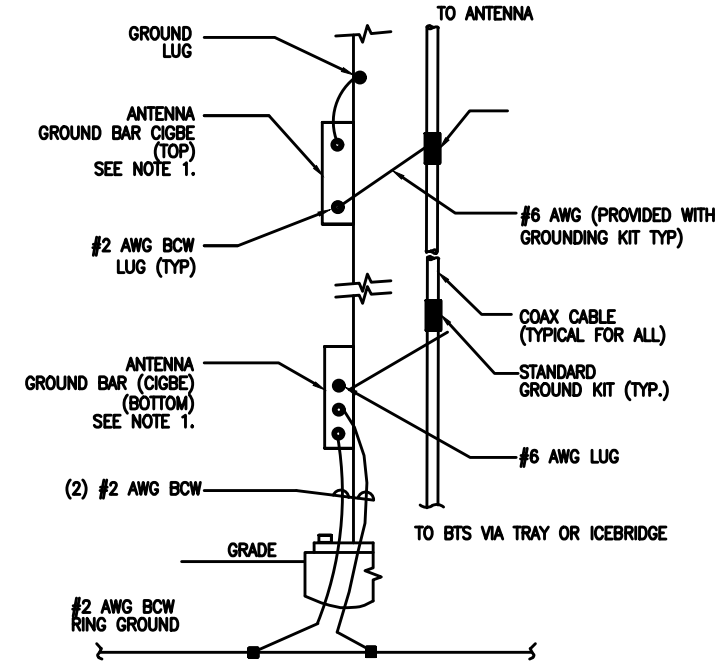 TO ANTENNA
GROUND
LUG
ANTENNA
GROUND BAR CIGBE
(TOP)
SEE NOTE 1.
#6 AWG (PROVIDED WITH
GROUNDING KIT TYP)
#2 AWG BCW
LUG (TYP)
COAX CABLE
(TYPICAL FOR ALL)
ANTENNA
GROUND BAR (CIGBE)
(BOTTOM)
SEE NOTE 1.
STANDARD
GROUND KIT (TYP.)
#6 AWG LUG
(2) #2 AWG BCW
TO BTS VIA TRAY OR ICEBRIDGE
GRADE
#2 AWG BCW
RING GROUND